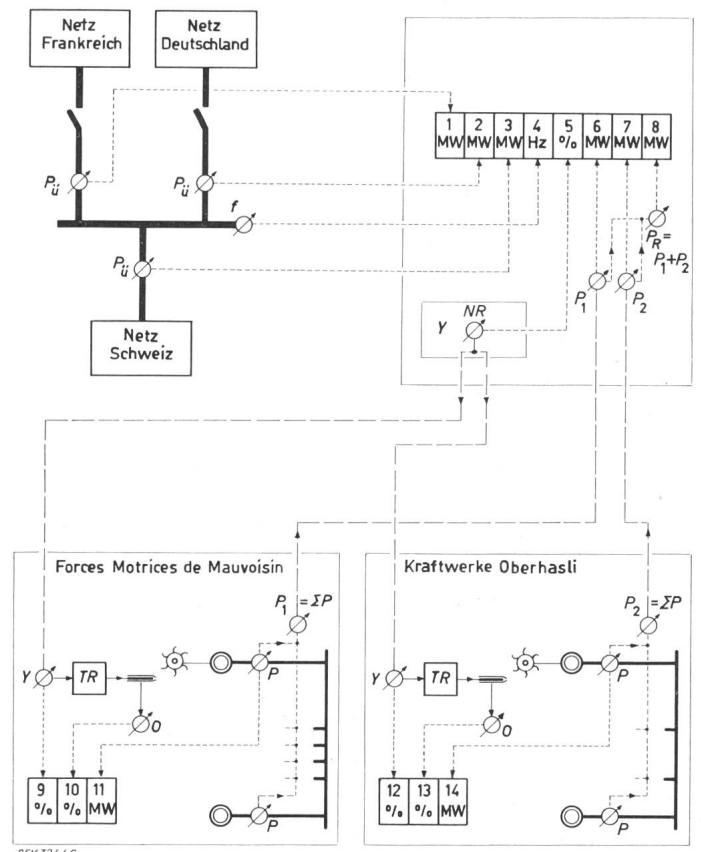 Netz Frankreich
Netz Deutschland
1 2 3 4 5 6 7 8
MW MW MW Hz % MW MW MW
Pü
Pü
f
Pü
Netz Schweiz
P_R =
P₁+P₂
P₁
P₂
NR
Y
Forces Motrices de Mauvoisin
P₁ = ΣP
Y
TR
P
O
9 10 11
% % MW
P
Kraftwerke Oberhasli
P₂ = ΣP
Y
TR
P
O
12 13 14
% % MW
P